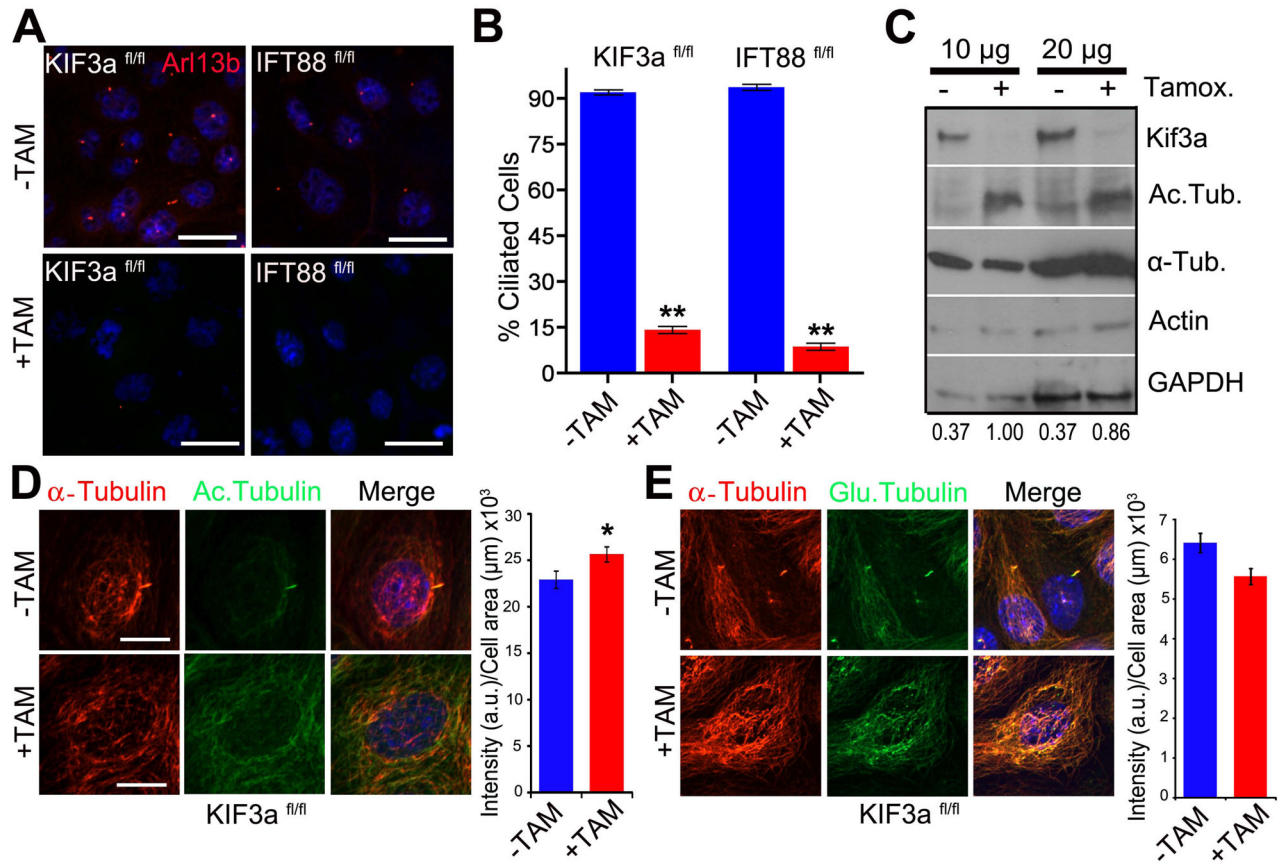 A
KIF3a fl/fl Arl13b
IFT88 fl/fl
-TAM
KIF3a fl/fl
IFT88 fl/fl
+TAM
B
KIF3a fl/fl IFT88 fl/fl
% Ciliated Cells
90
75
60
45
30
15
0
** **
-TAM +TAM -TAM +TAM
C
10 µg 20 µg
- + - + Tamox.
Kif3a
Ac.Tub.
α-Tub.
Actin
GAPDH
0.37 1.00 0.37 0.86
D
α-Tubulin Ac.Tubulin Merge
-TAM
+TAM
KIF3a fl/fl
Intensity (a.u.)/Cell area (µm) x10³
30
25
20
15
10
5
0
*
-TAM +TAM
E
α-Tubulin Glu.Tubulin Merge
-TAM
+TAM
KIF3a fl/fl
Intensity (a.u.)/Cell area (µm) x10³
7
6
5
4
3
2
1
0
-TAM +TAM